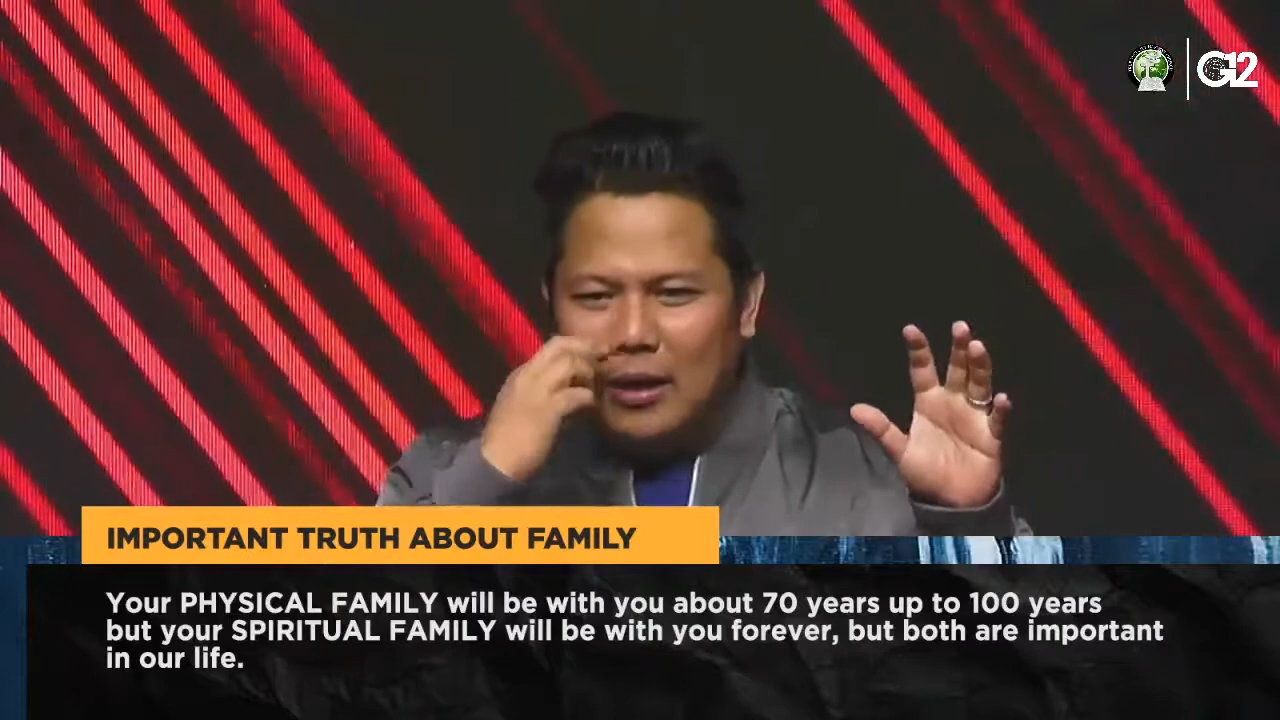 G12
IMPORTANT TRUTH ABOUT FAMILY
Your PHYSICAL FAMILY will be with you about 70 years up to 100 years
but your SPIRITUAL FAMILY will be with you forever, but both are important
in our life.